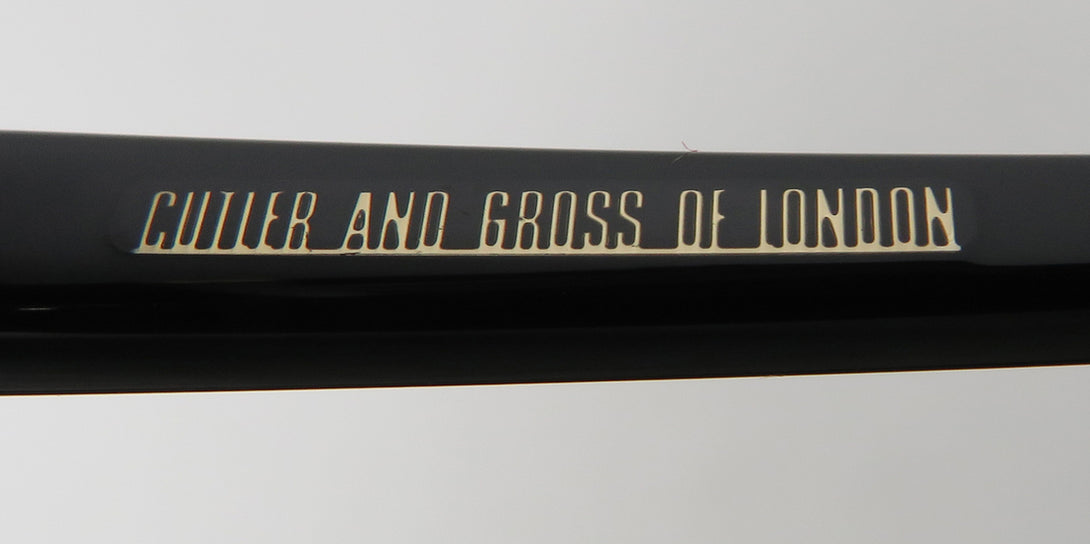 CUTLER AND GROSS OF LONDON